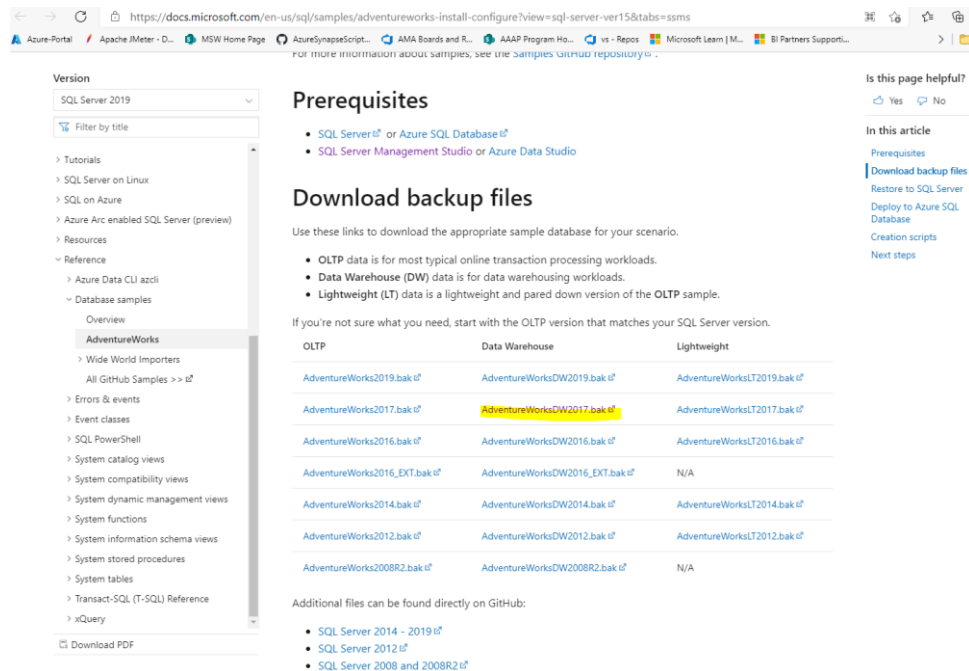 https://docs.microsoft.com/en-us/sql/samples/adventureworks-install-configure?view=sql-server-ver15&tabs=ssms
Azure-Portal
Apache JMeter - D...
MSW Home Page
AzureSynapseScript...
AMA Boards and R...
AAAP Program Ho...
vs - Repos
Microsoft Learn | M...
BI Partners Supporti...
For more information about samples, see the Samples GitHub repository.
Version
SQL Server 2019
Filter by title
> Tutorials
> SQL Server on Linux
> SQL on Azure
> Azure Arc enabled SQL Server (preview)
> Resources
Reference
> Azure Data CLI azcli
Database samples
Overview
AdventureWorks
> Wide World Importers
All GitHub Samples >>
> Errors & events
> Event classes
> SQL PowerShell
> System catalog views
> System compatibility views
> System dynamic management views
> System functions
> System information schema views
> System stored procedures
> System tables
> Transact-SQL (T-SQL) Reference
> xQuery
Download PDF
Prerequisites
• SQL Server or Azure SQL Database
• SQL Server Management Studio or Azure Data Studio
Download backup files
Use these links to download the appropriate sample database for your scenario.
• OLTP data is for most typical online transaction processing workloads.
• Data Warehouse (DW) data is for data warehousing workloads.
• Lightweight (LT) data is a lightweight and pared down version of the OLTP sample.
If you're not sure what you need, start with the OLTP version that matches your SQL Server version.
OLTP Data Warehouse Lightweight
AdventureWorks2019.bak AdventureWorksDW2019.bak AdventureWorksLT2019.bak
AdventureWorks2017.bak AdventureWorksDW2017.bak AdventureWorksLT2017.bak
AdventureWorks2016.bak AdventureWorksDW2016.bak AdventureWorksLT2016.bak
AdventureWorks2016_EXT.bak AdventureWorksDW2016_EXT.bak N/A
AdventureWorks2014.bak AdventureWorksDW2014.bak AdventureWorksLT2014.bak
AdventureWorks2012.bak AdventureWorksDW2012.bak AdventureWorksLT2012.bak
AdventureWorks2008R2.bak AdventureWorksDW2008R2.bak N/A
Additional files can be found directly on GitHub:
• SQL Server 2014 - 2019
• SQL Server 2012
• SQL Server 2008 and 2008R2
Is this page helpful?
Yes No
In this article
Prerequisites
Download backup files
Restore to SQL Server
Deploy to Azure SQL
Database
Creation scripts
Next steps